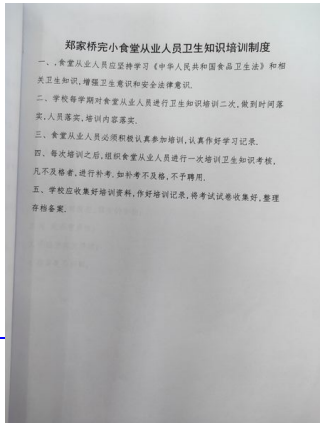 郑家桥完小食堂从业人员卫生知识培训制度
一、,食堂从业人员应坚持学习《中华人民共和国食品卫生法》和相
关卫生知识,增强卫生意识和安全法律意识.
二、学校每学期对食堂从业人员进行卫生知识培训二次,做到时间落
实,人员落实,培训内容落实.
三、食堂从业人员必须积极认真参加培训,认真作好学习记录.
四、每次培训之后,组织食堂从业人员进行一次培训卫生知识考核,
凡不及格者,进行补考.如补考不及格,不予聘用.
五、学校应收集好培训资料,作好培训记录,将考试试卷收集好,整理
存档备案.